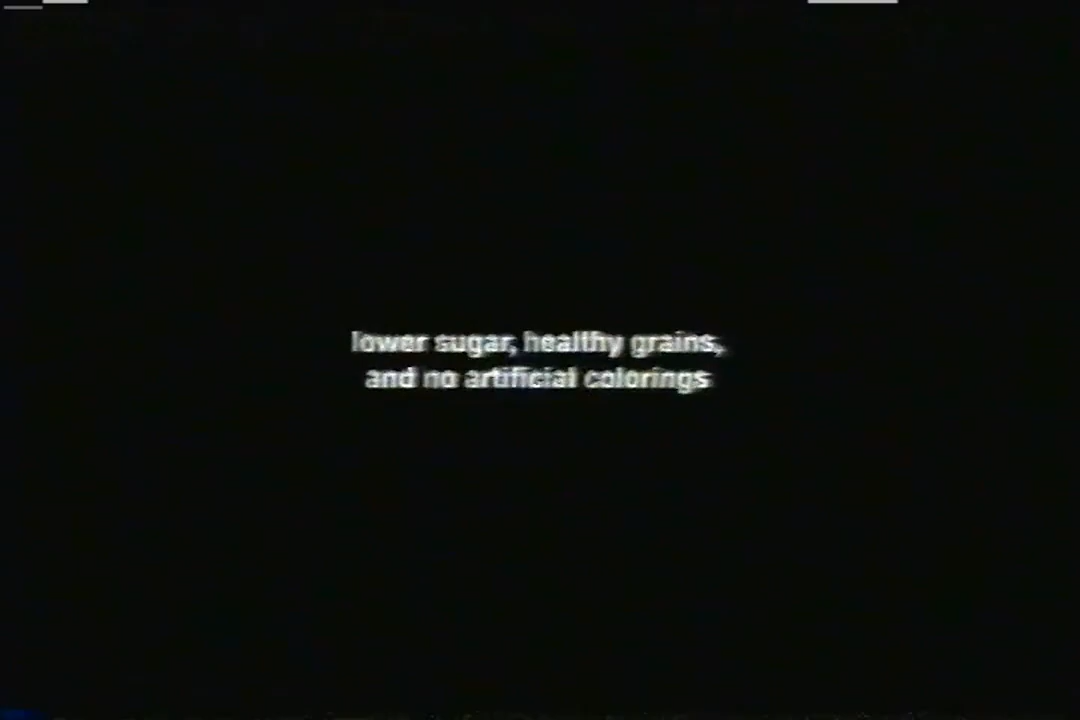 lower sugar, healthy grains,
and no artificial colorings